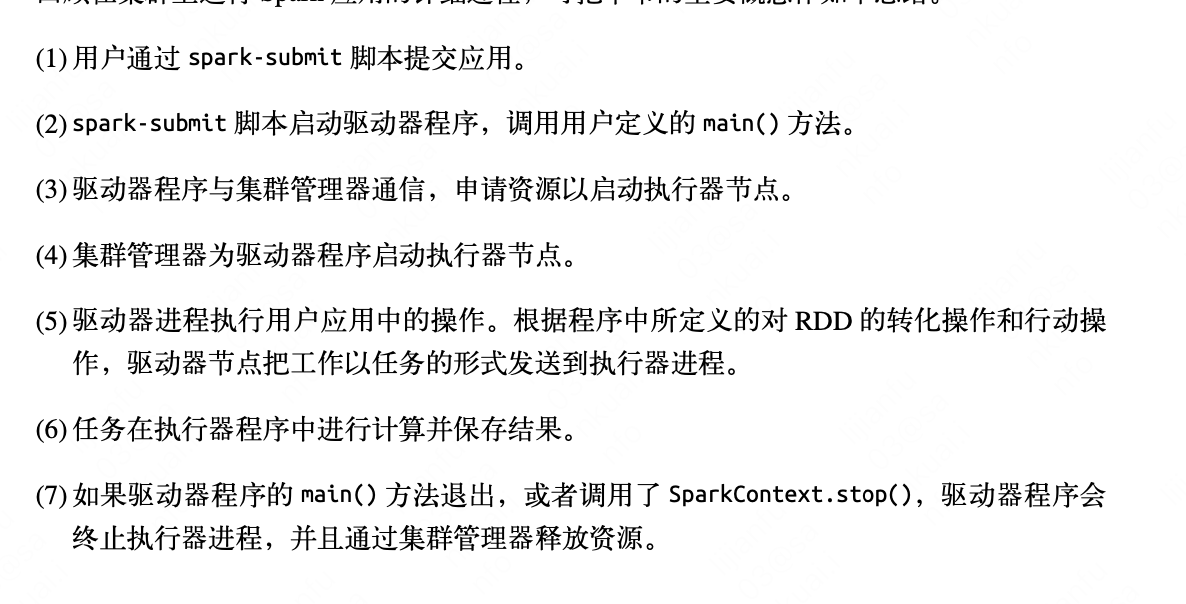 (1) 用户通过 spark-submit 脚本提交应用。
(2) spark-submit 脚本启动驱动器程序，调用用户定义的 main() 方法。
(3) 驱动器程序与集群管理器通信，申请资源以启动执行器节点。
(4) 集群管理器为驱动器程序启动执行器节点。
(5) 驱动器进程执行用户应用中的操作。根据程序中所定义的对 RDD 的转化操作和行动操
作，驱动器节点把工作以任务的形式发送到执行器进程。
(6) 任务在执行器程序中进行计算并保存结果。
(7) 如果驱动器程序的 main() 方法退出，或者调用了 SparkContext.stop()，驱动器程序会
终止执行器进程，并且通过集群管理器释放资源。